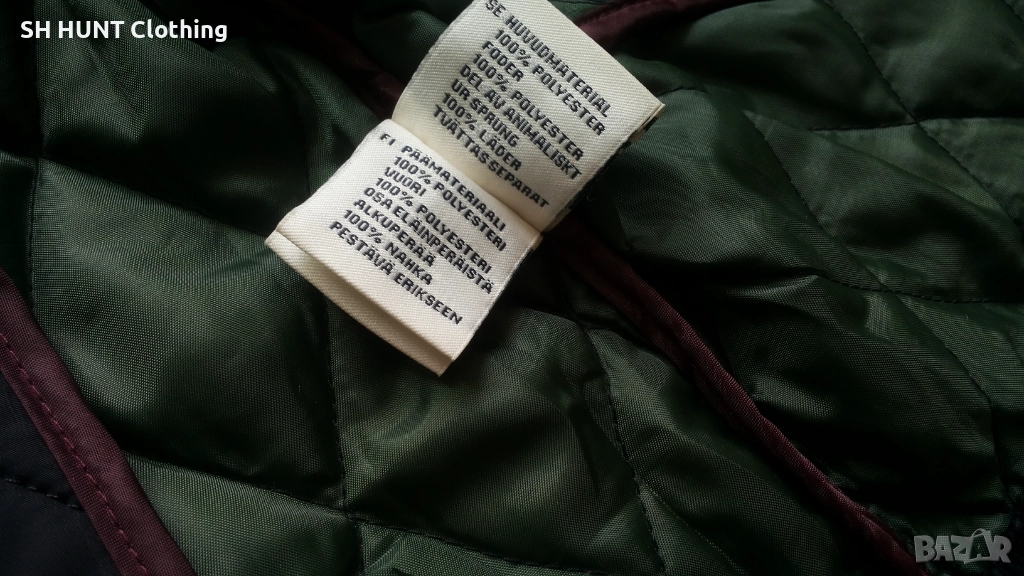 SH HUNT Clothing
SE HUVUDMATERIAL
100% POLYESTER
FODER
100% POLYESTER
DEL AV ANIMALISKT
UR SPRUNG
100% LÄDER
TVÄTTAS SEPARAT
FI PÄÄMATERIAALI
100% POLYESTERI
VUORI
100% POLYESTERI
OSA ELÄINPERÄISTÄ
ALKUPERÄÄ
100% NAHKA
PESTÄVÄ ERIKSEEN
BAZAR